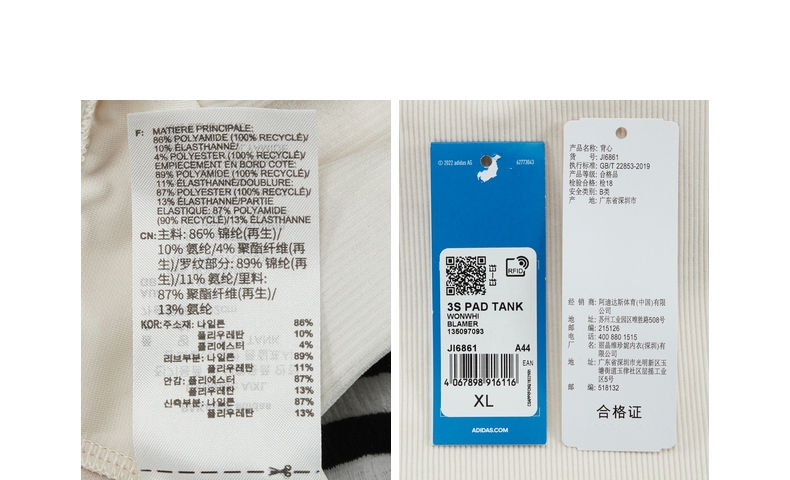 F: MATIERE PRINCIPALE:
86% POLYAMIDE (100% RECYCLÉ)/
10% ÉLASTHANNE/
4% POLYESTER (100% RECYCLÉ)/
EMPIECEMENT EN BORD COTE:
89% POLYAMIDE (100% RECYCLÉ)/
11% ÉLASTHANNE/DOUBLURE:
87% POLYESTER (100% RECYCLÉ)/
13% ÉLASTHANNE/PARTIE
ELASTIQUE: 87% POLYAMIDE
(90% RECYCLÉ)/13% ÉLASTHANNE
CN: 主料: 86% 锦纶(再生)/
10% 氨纶/4% 聚酯纤维(再
生)/罗纹部分: 89% 锦纶(再
生)/11% 氨纶/里料:
87% 聚酯纤维(再生)/
13% 氨纶
KOR: 주소재: 나일론 86%
폴리우레탄 10%
폴리에스터 4%
리브부분: 나일론 89%
폴리우레탄 11%
안감: 폴리에스터 87%
폴리우레탄 13%
신축부분: 나일론 87%
폴리우레탄 13%
© 2022 adidas AG
62773043
RFID
3S PAD TANK
WONWHI
BLAMER
135097093
JI6861 A44
EAN
4 067898 916116
XL
ADIDAS.COM
产品名称: 背心
货 号: JI6861
执行标准: GB/T 22853-2019
产品等级: 合格品
检验合格: 检18
安全类别: B类
产 地: 广东省深圳市
经 销 商: 阿迪达斯体育(中国)有限
公司
地 址: 苏州工业园区唯胜路508号
邮 编: 215126
电 话: 400 880 1515
厂 名: 丽晶维珍妮内衣(深圳)有
限公司
地 址: 广东省深圳市光明新区玉
塘街道玉律社区层接工业
区5号
邮 编: 518132
合格证